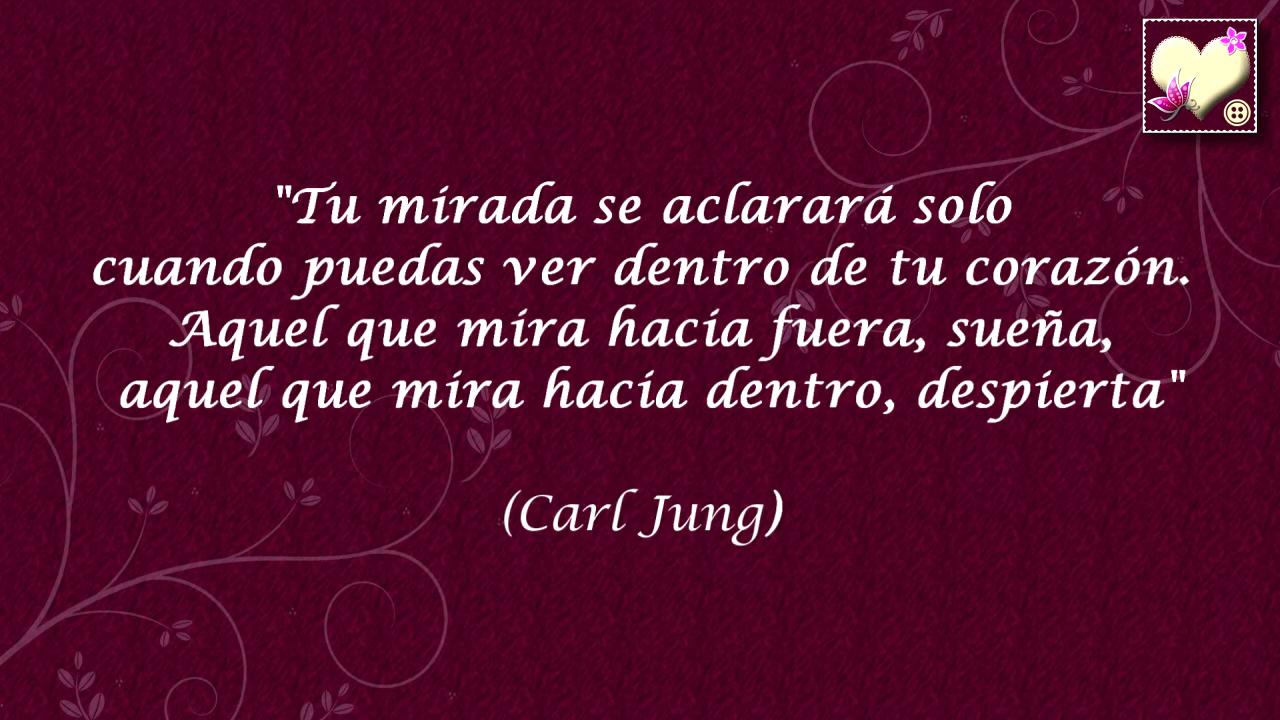 "Tu mirada se aclarará solo
cuando puedas ver dentro de tu corazón.
Aquel que mira hacia fuera, sueña,
aquel que mira hacia dentro, despierta"
(Carl Jung)